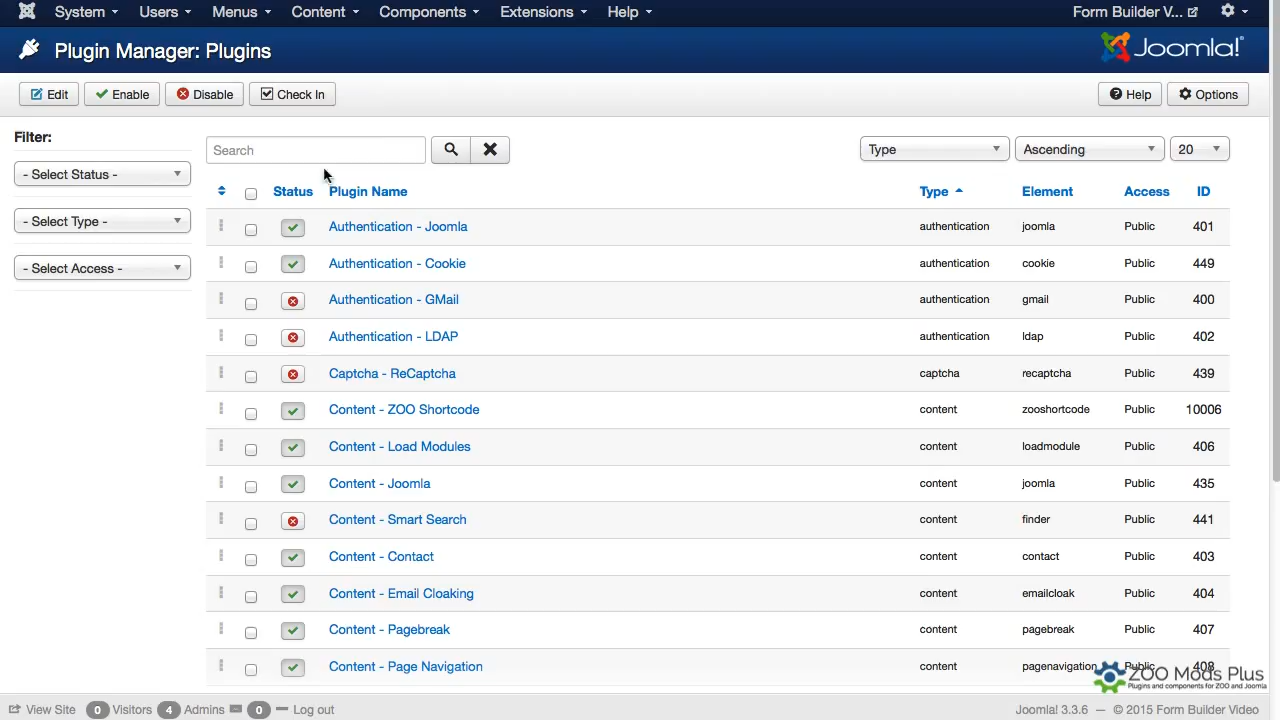 System Users Menus Content Components Extensions Help Form Builder V...
Plugin Manager: Plugins Joomla!
Edit Enable Disable Check In Help Options
Filter:
- Select Status -
- Select Type -
- Select Access -
Search Type Ascending 20
Status Plugin Name Type Element Access ID
Authentication - Joomla authentication joomla Public 401
Authentication - Cookie authentication cookie Public 449
Authentication - GMail authentication gmail Public 400
Authentication - LDAP authentication ldap Public 402
Captcha - ReCaptcha captcha recaptcha Public 439
Content - ZOO Shortcode content zooshortcode Public 10006
Content - Load Modules content loadmodule Public 406
Content - Joomla content joomla Public 435
Content - Smart Search content finder Public 441
Content - Contact content contact Public 403
Content - Email Cloaking content emailcloak Public 404
Content - Pagebreak content pagebreak Public 407
Content - Page Navigation content pagenavigation Public 408
ZOO Mods Plus
Plugins and components for ZOO and Joomla
View Site 0 Visitors 4 Admins 0 Log out Joomla! 3.3.6 — © 2015 Form Builder Video